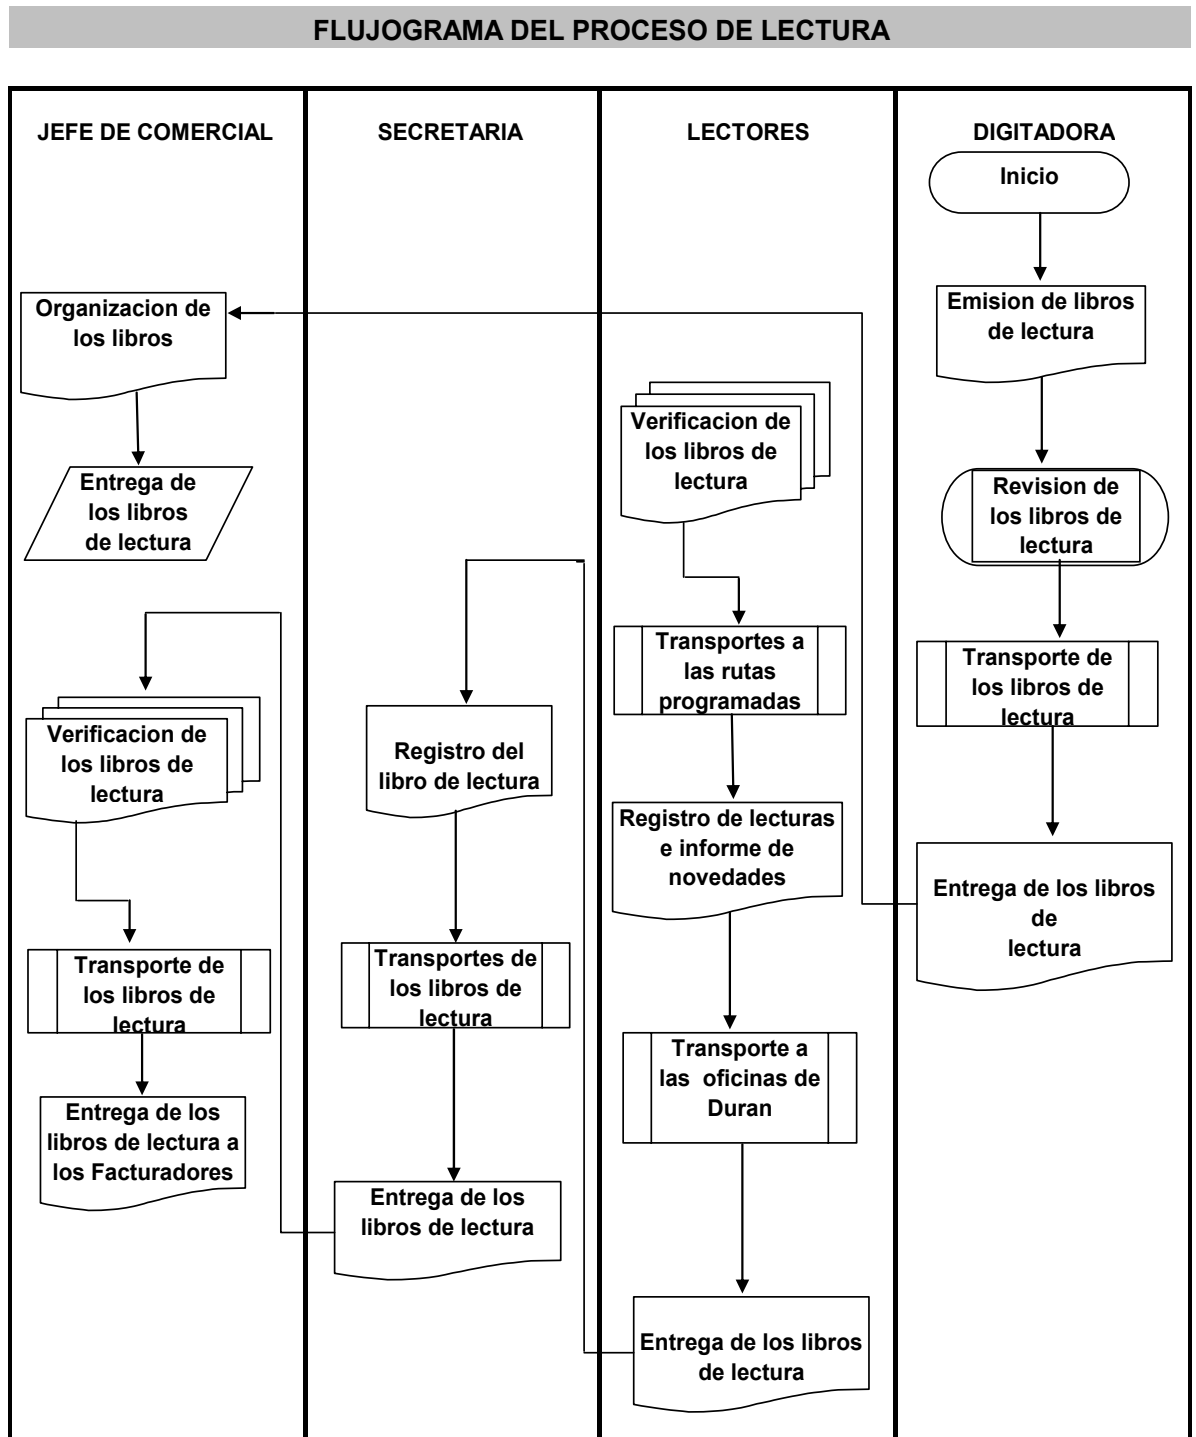 FLUJOGRAMA DEL PROCESO DE LECTURA
JEFE DE COMERCIAL
Organizacion de
los libros
Entrega de
los libros
de lectura
Verificacion de
los libros de
lectura
Transporte de
los libros de
lectura
Entrega de los
libros de lectura a
los Facturadores
SECRETARIA
Registro del
libro de lectura
Transportes de
los libros de
lectura
Entrega de los
libros de lectura
LECTORES
Verificacion de
los libros de
lectura
Transportes a
las rutas
programadas
Registro de lecturas
e informe de
novedades
Transporte a
las oficinas de
Duran
Entrega de los libros
de lectura
DIGITADORA
Inicio
Emision de libros
de lectura
Revision de
los libros de
lectura
Transporte de
los libros de
lectura
Entrega de los libros
de
lectura